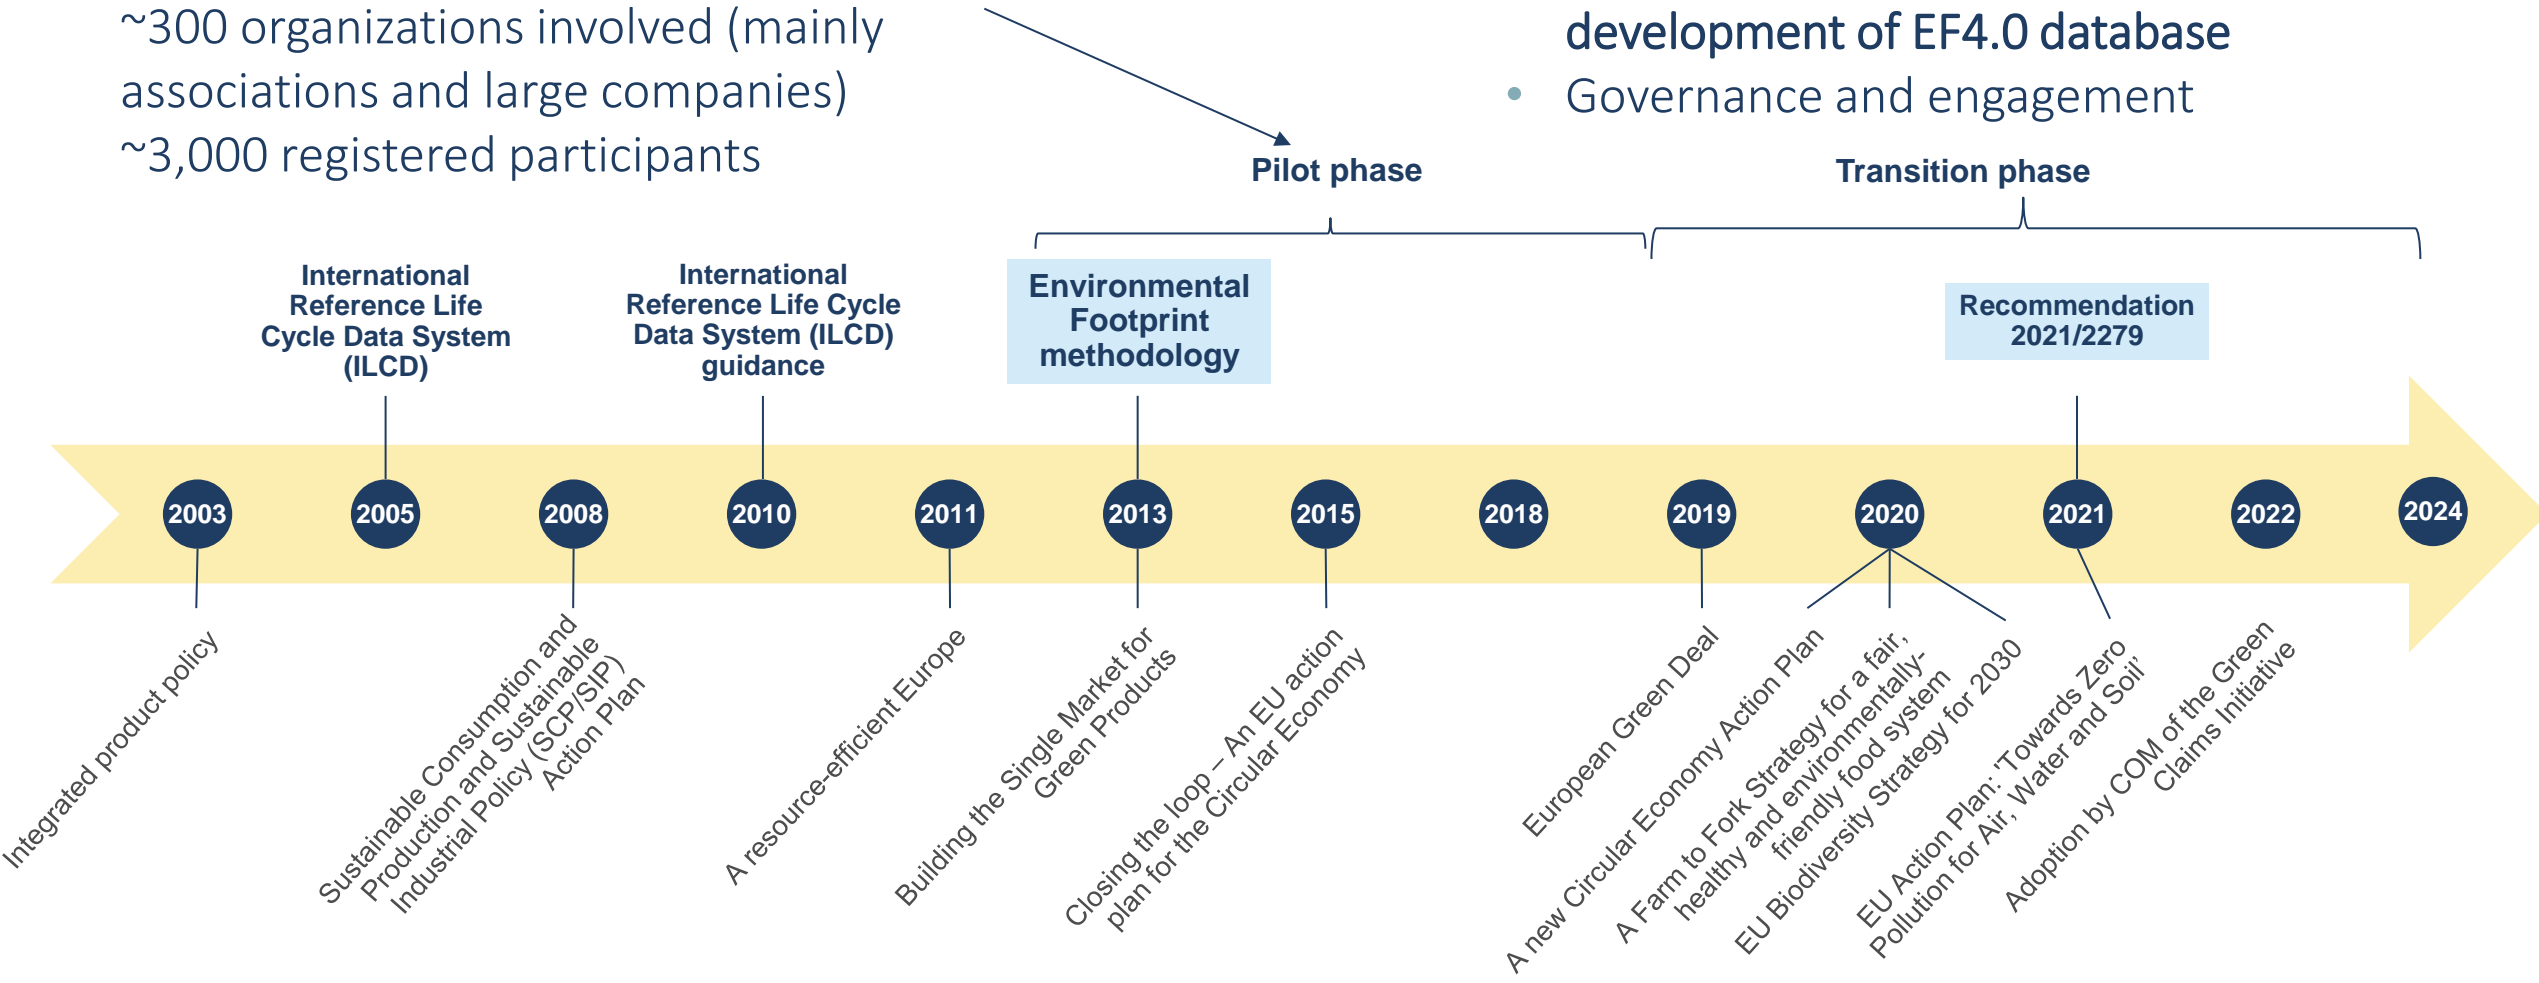 ~300 organizations involved (mainly
associations and large companies)
~3,000 registered participants
development of EF4.0 database
• Governance and engagement
Pilot phase
Transition phase
International
Reference Life
Cycle Data System
(ILCD)
International
Reference Life Cycle
Data System (ILCD)
guidance
Environmental
Footprint
methodology
Recommendation
2021/2279
2003
2005
2008
2010
2011
2013
2015
2018
2019
2020
2021
2022
2024
Integrated product policy
Sustainable Consumption and
Production and Sustainable
Industrial Policy (SCP/SIP)
Action Plan
A resource-efficient Europe
Building the Single Market for
Green Products
Closing the loop – An EU action
plan for the Circular Economy
European Green Deal
A new Circular Economy Action Plan
A Farm to Fork Strategy for a fair,
healthy and environmentally-
friendly food system
EU Biodiversity Strategy for 2030
EU Action Plan: 'Towards Zero
Pollution for Air, Water and Soil’
Adoption by COM of the Green
Claims Initiative